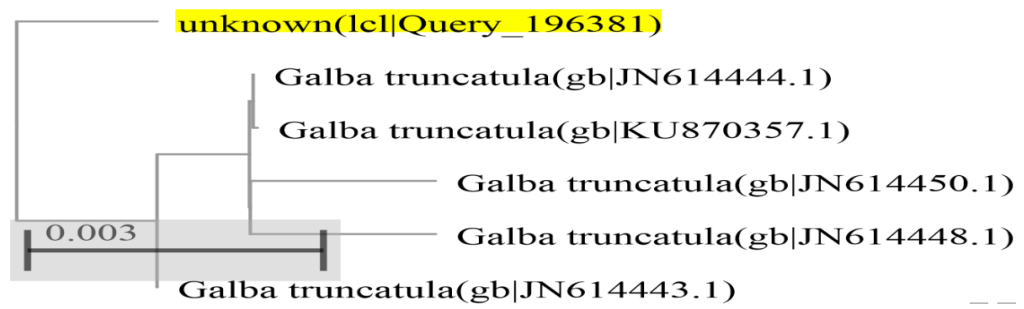 unknown(lcl|Query_196381)
Galba truncatula(gb|JN614444.1)
Galba truncatula(gb|KU870357.1)
Galba truncatula(gb|JN614450.1)
Galba truncatula(gb|JN614448.1)
0.003
Galba truncatula(gb|JN614443.1)